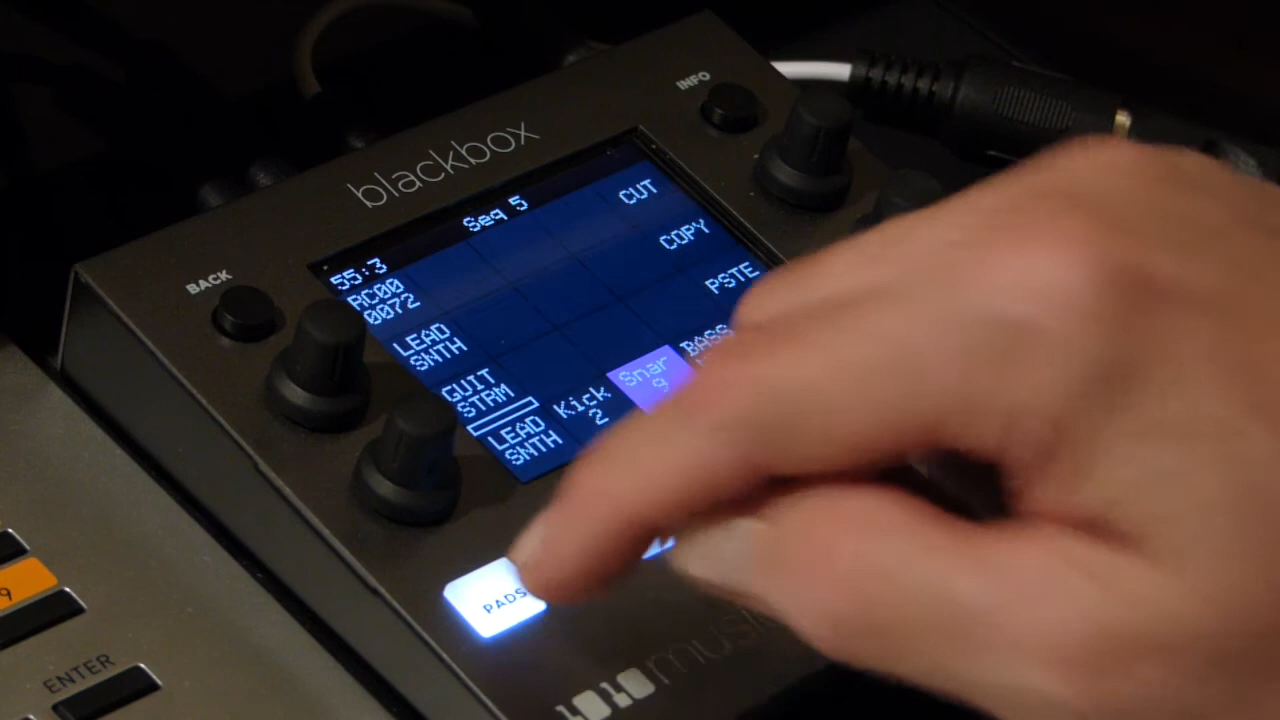 INFO
blackbox
BACK
Seq 5
CUT
COPY
PSTE
55:3
RC00
0072
LEAD
SNTH
GUIT
STRM
LEAD
SNTH
Kick
2
Snar
9
BASS
PADS
music
9
ENTER